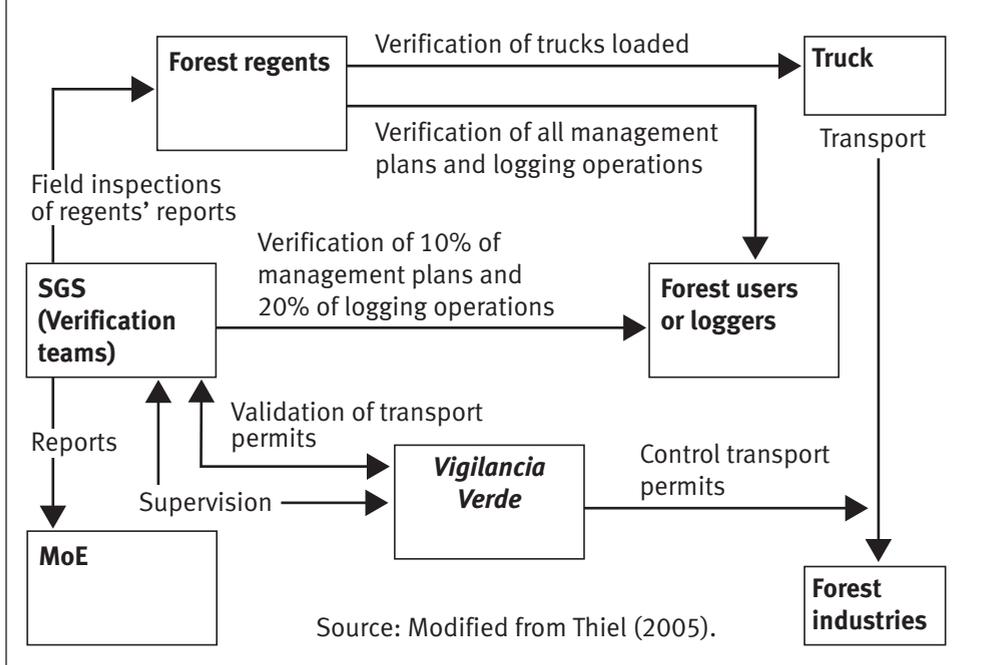 Verification of trucks loaded
Forest regents
Truck
Verification of all management
plans and logging operations
Transport
Field inspections
of regents’ reports
Verification of 10% of
management plans and
20% of logging operations
SGS
(Verification
teams)
Forest users
or loggers
Validation of transport
permits
Reports
Control transport
permits
Vigilancia
Verde
Supervision
MoE
Forest
industries
Source: Modified from Thiel (2005).